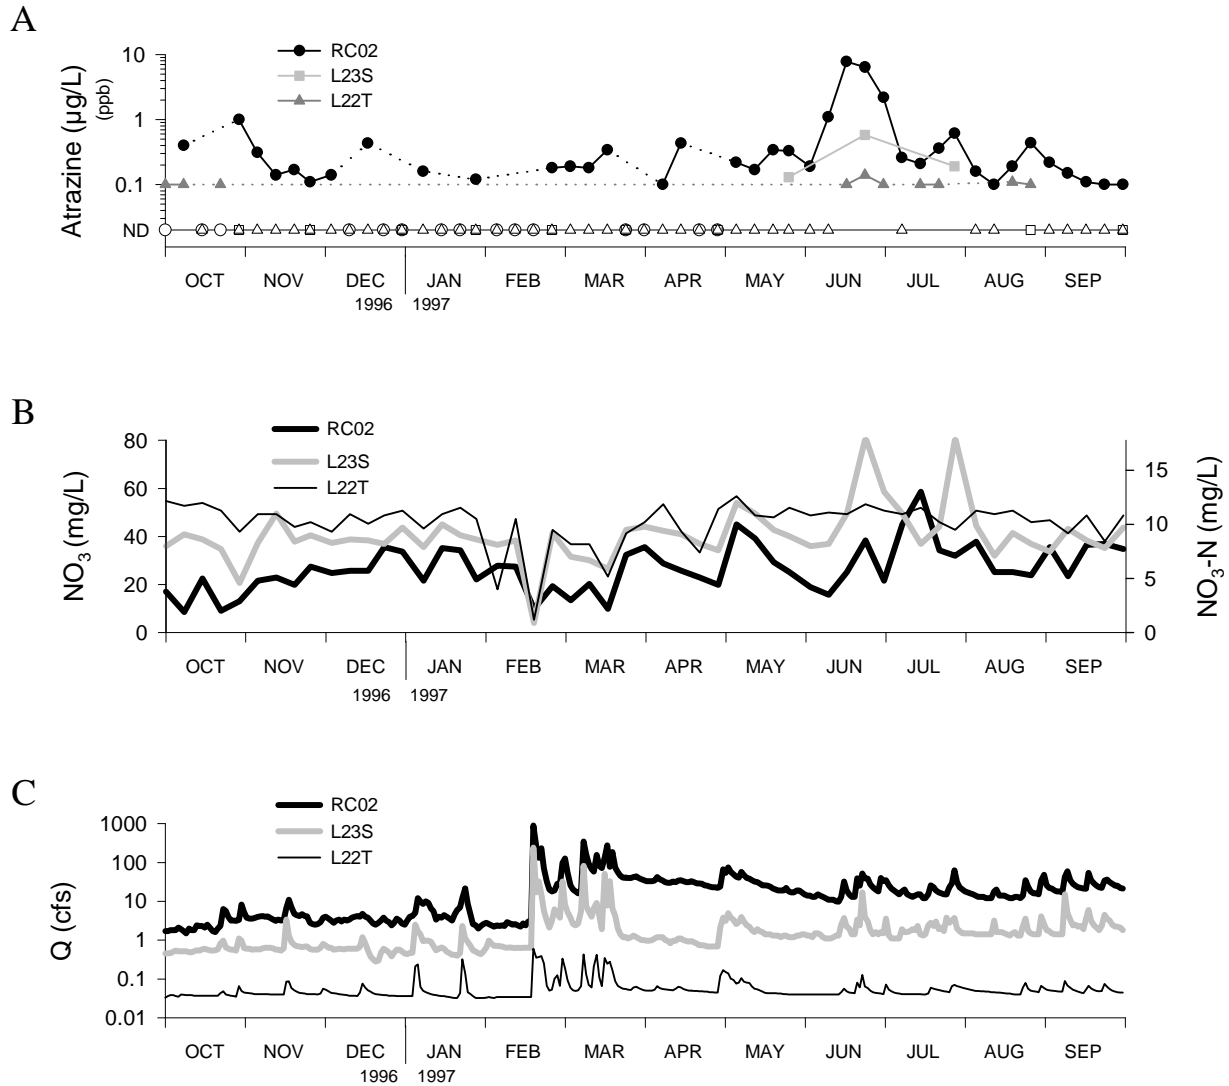 A
RC02
L23S
L22T
Atrazine (µg/L)
(ppb)
10
1
0.1
ND
OCT NOV DEC JAN FEB MAR APR MAY JUN JUL AUG SEP
1996 1997
B
RC02
L23S
L22T
NO3 (mg/L)
80
60
40
20
0
NO3-N (mg/L)
15
10
5
0
OCT NOV DEC JAN FEB MAR APR MAY JUN JUL AUG SEP
1996 1997
C
RC02
L23S
L22T
Q (cfs)
1000
100
10
1
0.1
0.01
OCT NOV DEC JAN FEB MAR APR MAY JUN JUL AUG SEP
1996 1997